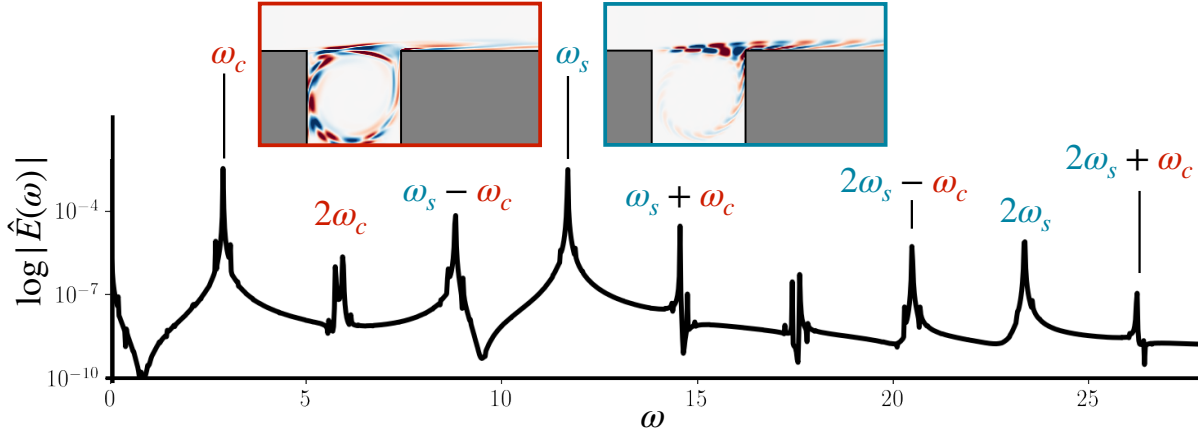 ω_c
ω_s
2ω_s + ω_c
2ω_s − ω_c
ω_s − ω_c
ω_s + ω_c
2ω_c
2ω_s
log |Ê(ω)|
10⁻⁴
10⁻⁷
10⁻¹⁰
0 5 10 15 20 25
ω